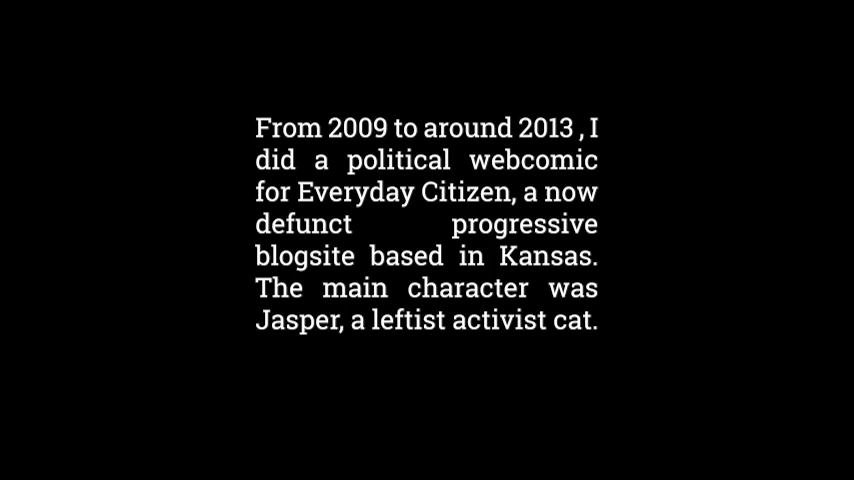 From 2009 to around 2013 , I
did a political webcomic
for Everyday Citizen, a now
defunct progressive
blogsite based in Kansas.
The main character was
Jasper, a leftist activist cat.